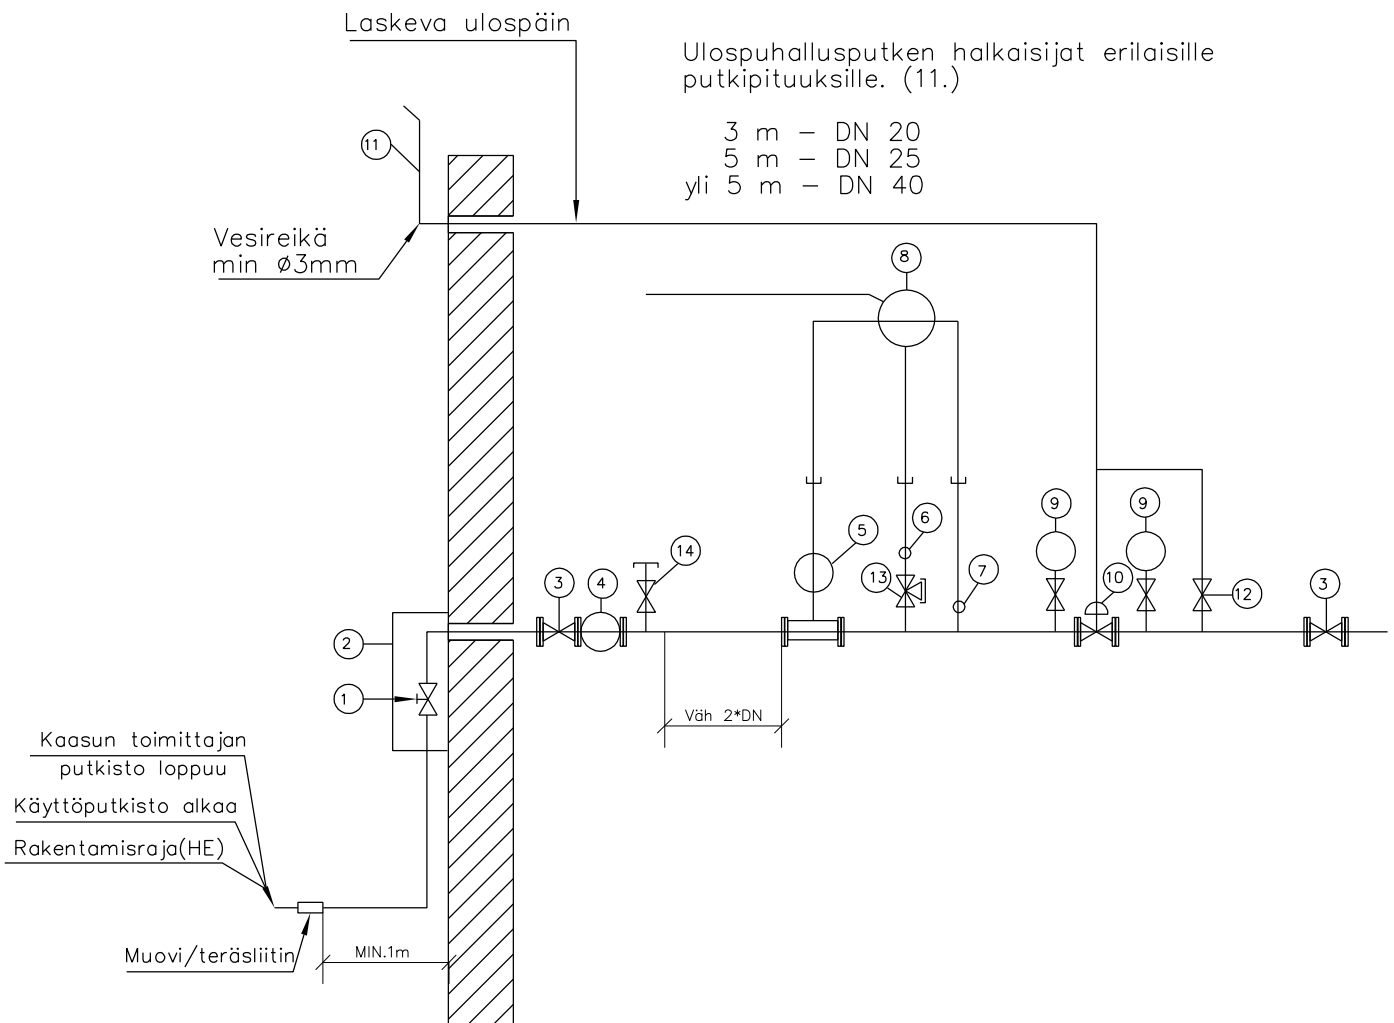 Laskeva ulospäin
Ulospuhallusputken halkaisijat erilaisille
putkipituuksille. (11.)
3 m – DN 20
5 m – DN 25
yli 5 m – DN 40
11
Vesireikä
min Ø3mm
8
9
9
6
5
14
3
4
13
7
10
12
3
2
1
Väh 2*DN
Kaasun toimittajan
putkisto loppuu
Käyttöputkisto alkaa
Rakentamisraja(HE)
Muovi/teräsliitin
MIN.1m